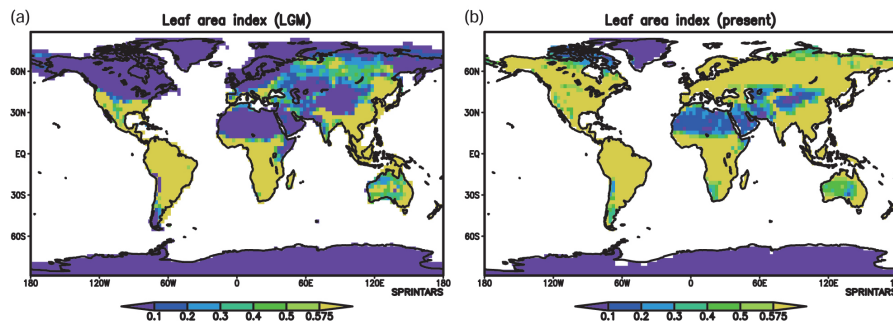 (a) Leaf area index (LGM)
60N
30N
EQ
30S
60S
180 120W 60W 0 60E 120E 180
SPRINTARS
0.1 0.2 0.3 0.4 0.5 0.575
(b) Leaf area index (present)
60N
30N
EQ
30S
60S
180 120W 60W 0 60E 120E 180
SPRINTARS
0.1 0.2 0.3 0.4 0.5 0.575